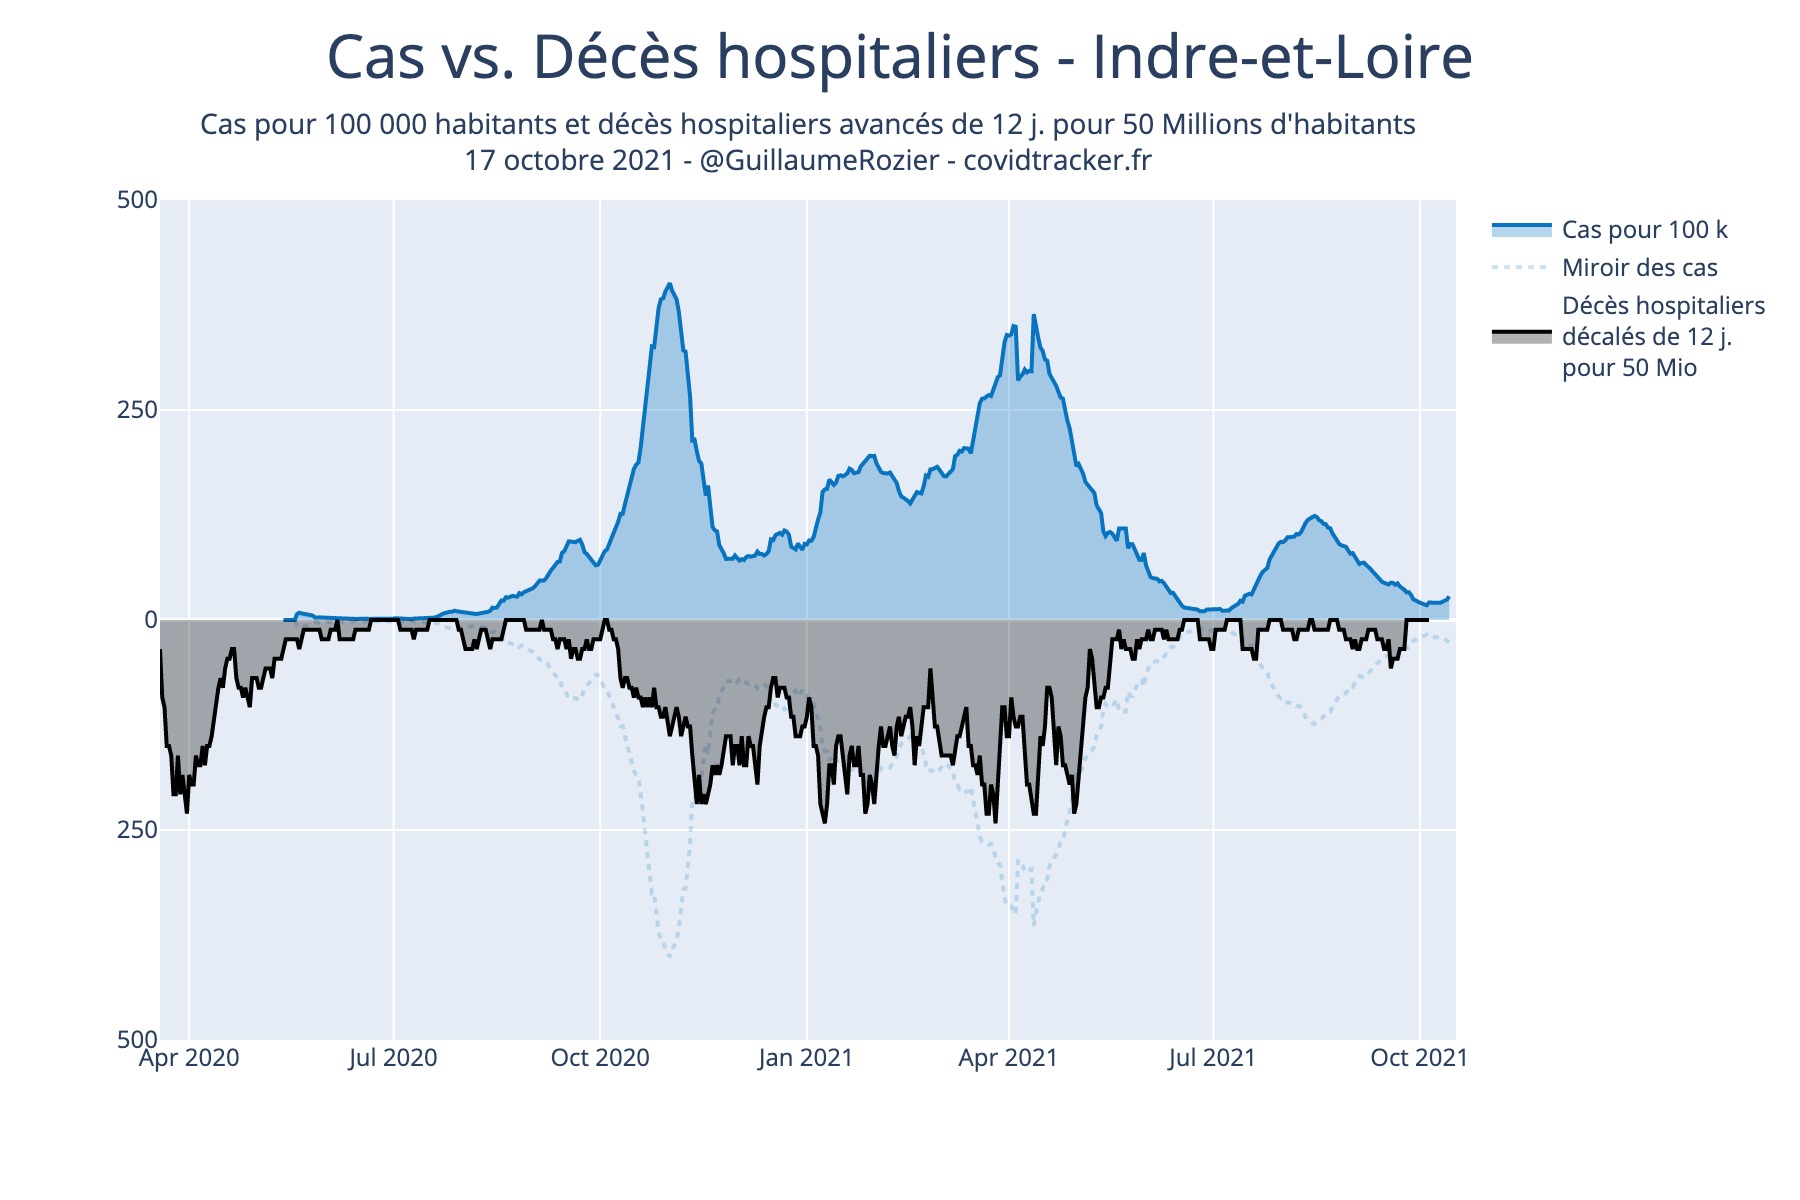 Cas vs. Décès hospitaliers - Indre-et-Loire
Cas pour 100 000 habitants et décès hospitaliers avancés de 12 j. pour 50 Millions d'habitants
17 octobre 2021 - @GuillaumeRozier - covidtracker.fr
500
250
0
250
500
Apr 2020
Jul 2020
Oct 2020
Jan 2021
Apr 2021
Jul 2021
Oct 2021
Cas pour 100 k
Miroir des cas
Décès hospitaliers
décalés de 12 j.
pour 50 Mio